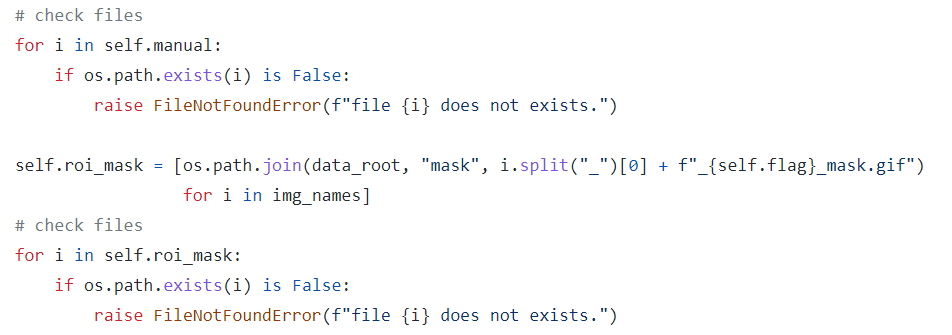 # check files
for i in self.manual:
    if os.path.exists(i) is False:
        raise FileNotFoundError(f"file {i} does not exists.")

self.roi_mask = [os.path.join(data_root, "mask", i.split("_")[0] + f"_{self.flag}_mask.gif")
                 for i in img_names]
# check files
for i in self.roi_mask:
    if os.path.exists(i) is False:
        raise FileNotFoundError(f"file {i} does not exists.")